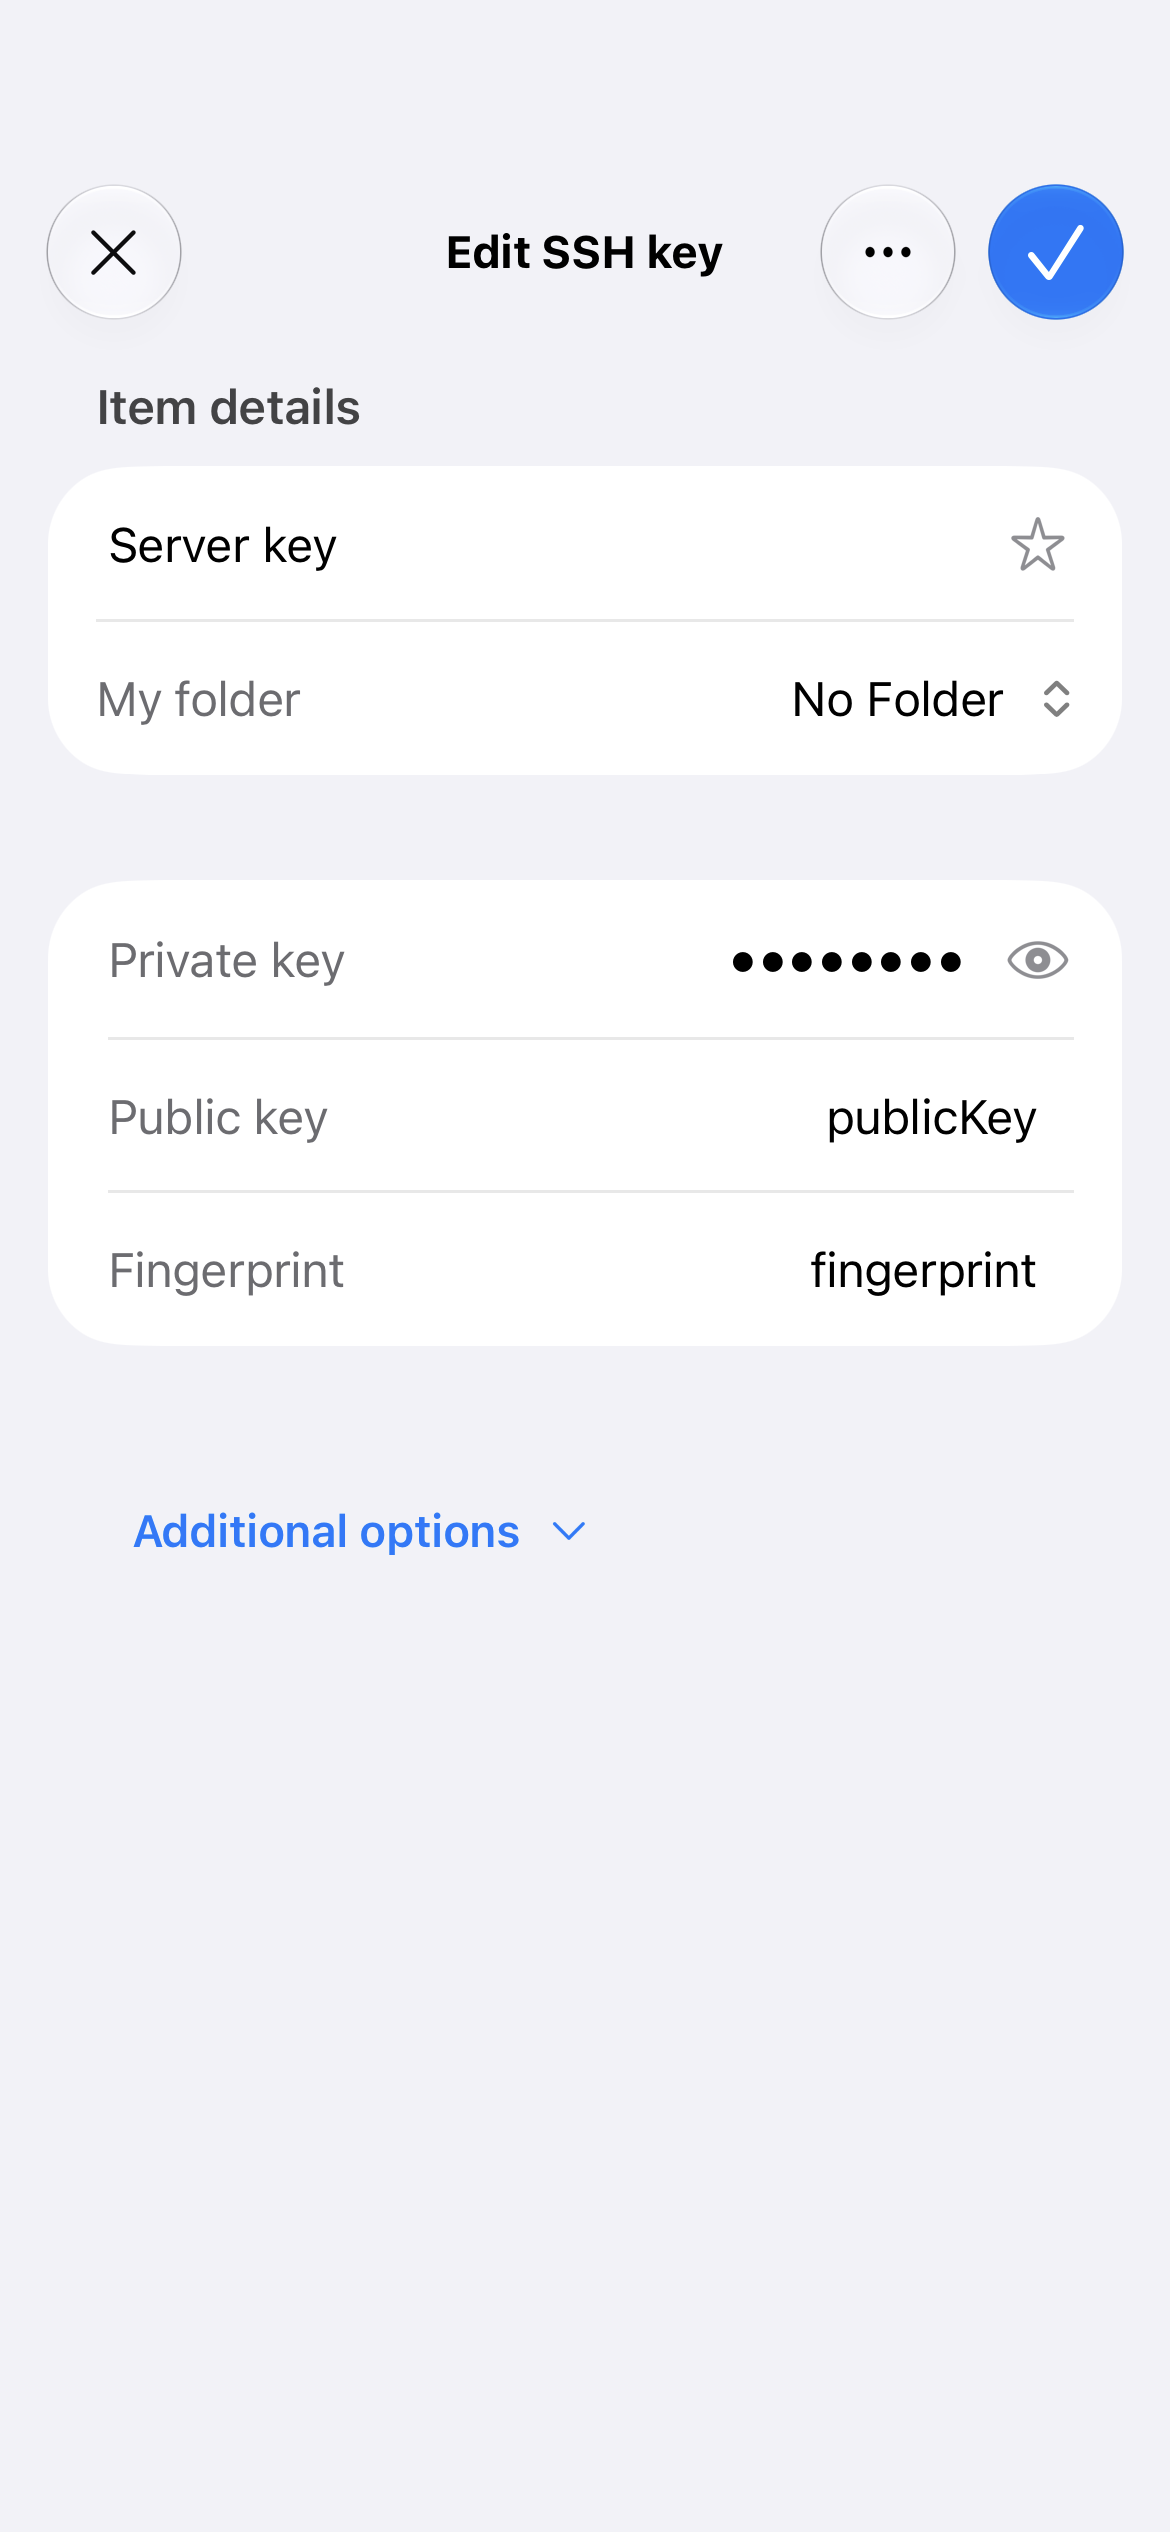 Edit SSH key
Item details
Server key
My folder No Folder
Private key ••••••••
Public key publicKey
Fingerprint fingerprint
Additional options